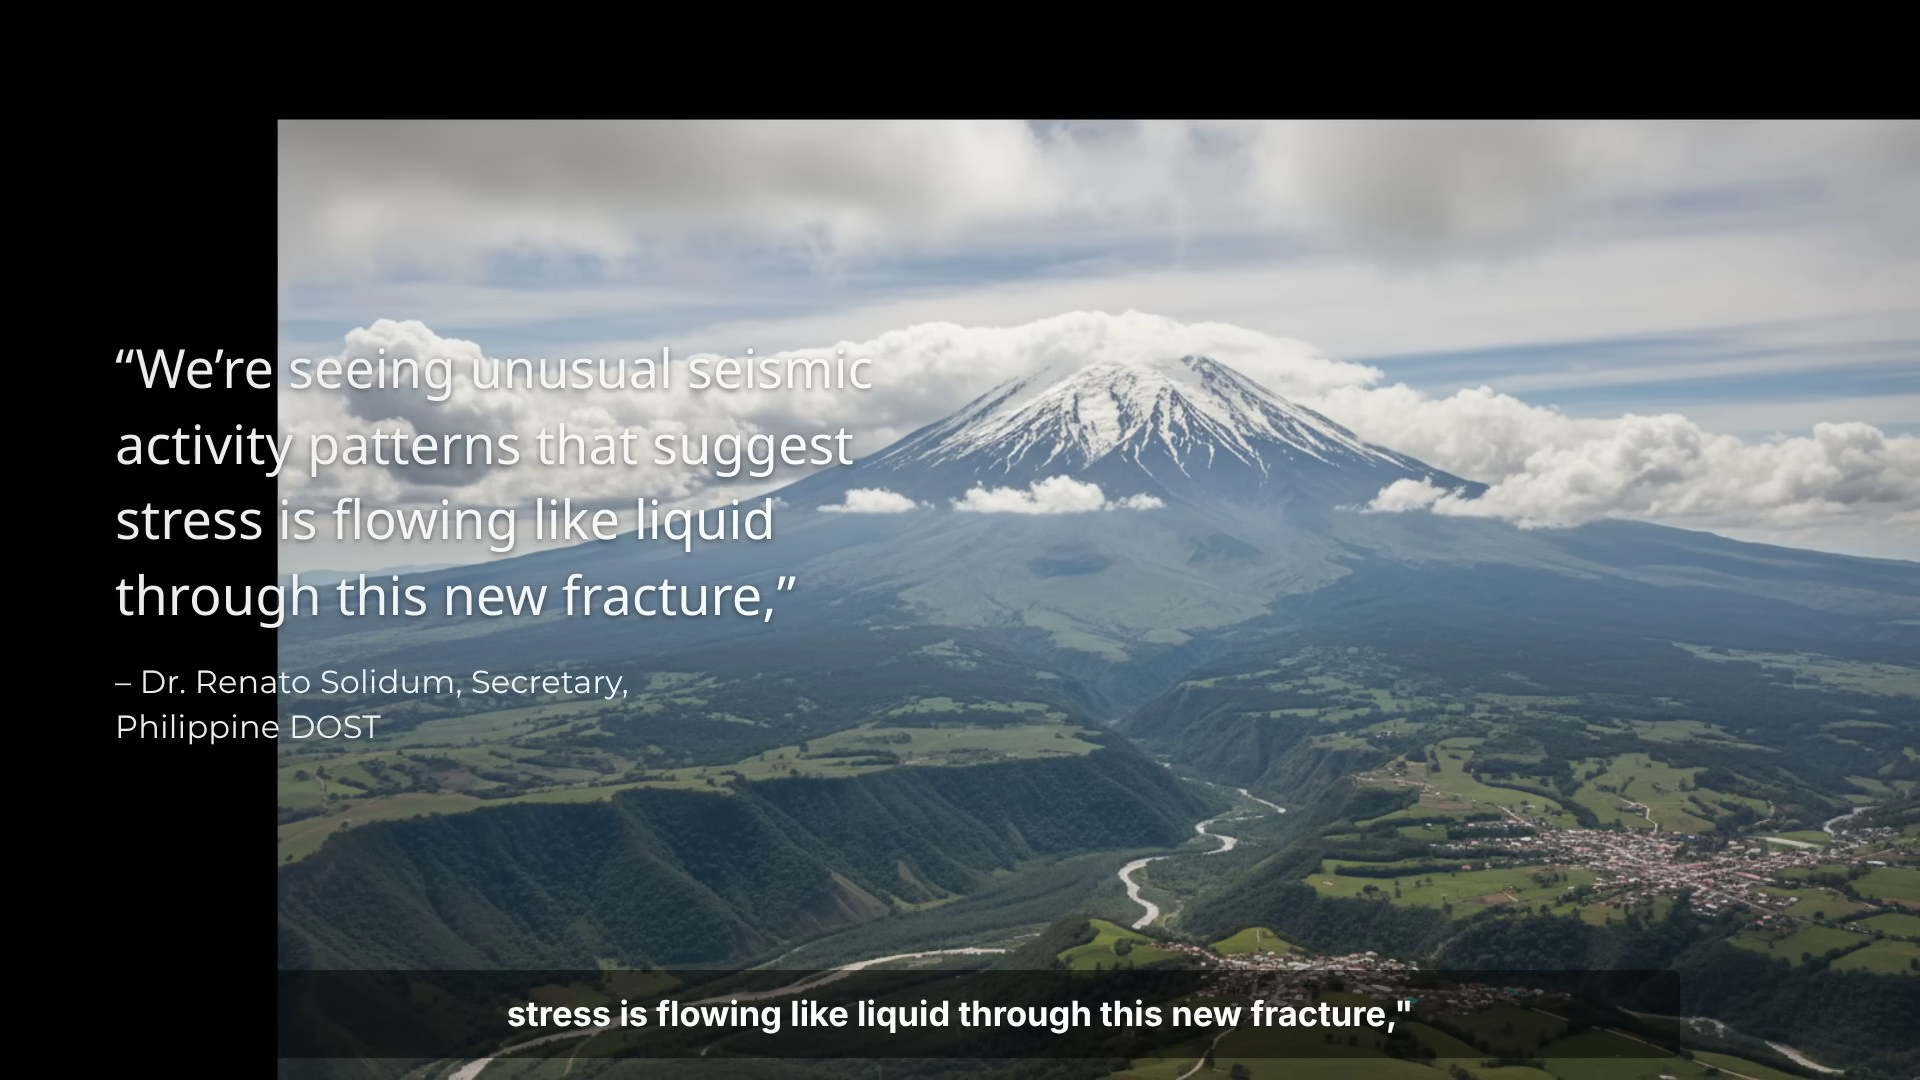 “We’re seeing unusual seismic
activity patterns that suggest
stress is flowing like liquid
through this new fracture,”
– Dr. Renato Solidum, Secretary,
Philippine DOST
stress is flowing like liquid through this new fracture,"